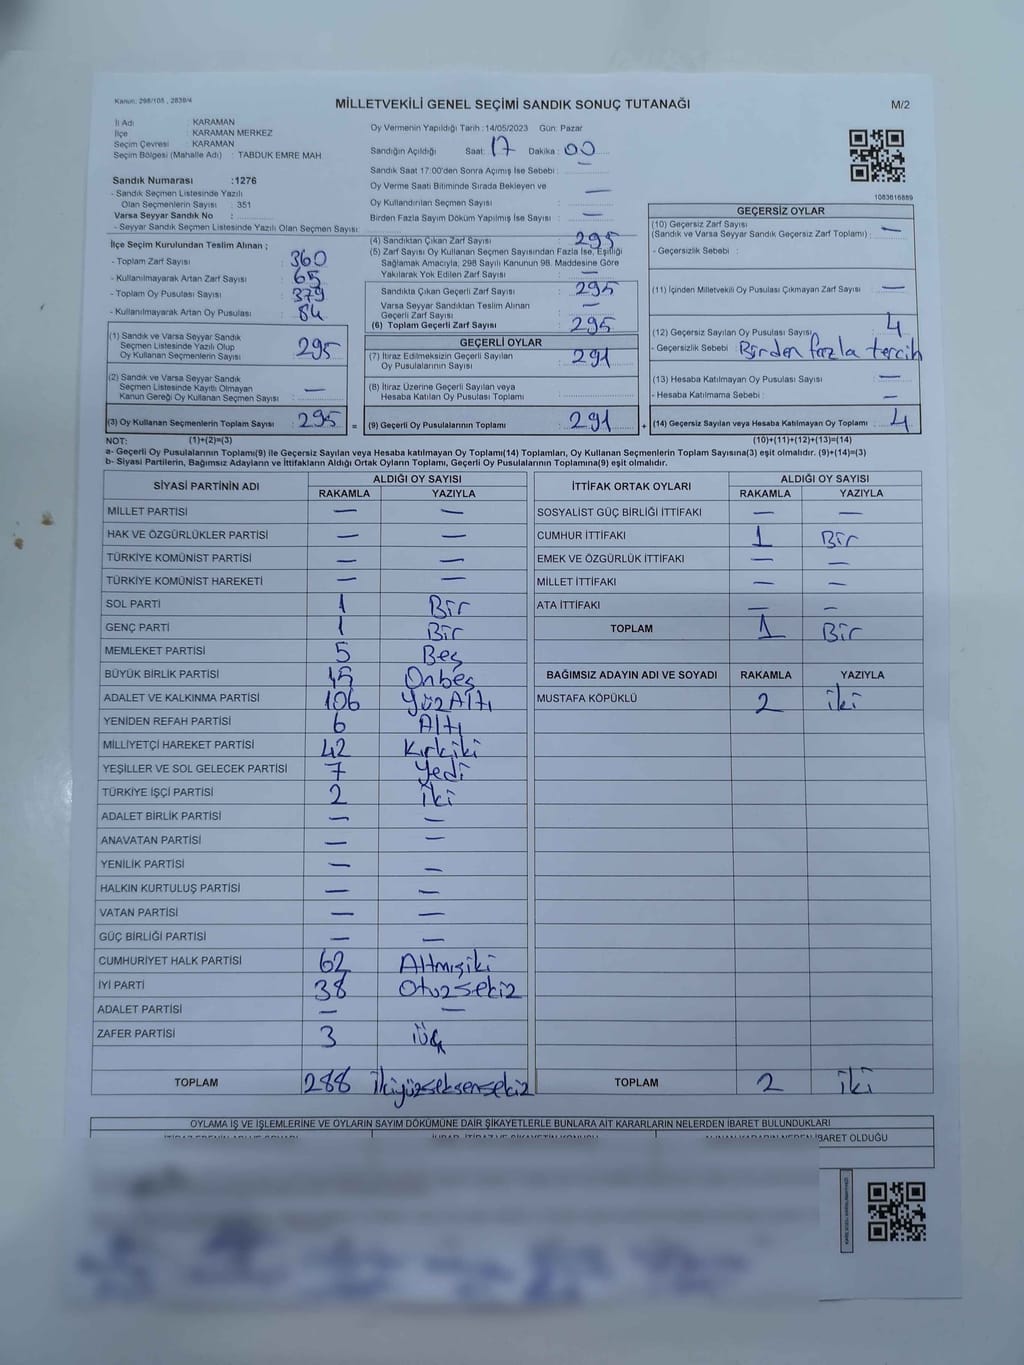 Kanun: 298/105 , 2839/4
MİLLETVEKİLİ GENEL SEÇİMİ SANDIK SONUÇ TUTANAĞI
M/2
İl Adı : KARAMAN
İlçe : KARAMAN MERKEZ
Seçim Çevresi : KARAMAN
Seçim Bölgesi (Mahalle Adı) : TABDUK EMRE MAH
Oy Vermenin Yapıldığı Tarih :14/05/2023 Gün: Pazar
Sandığın Açıldığı Saat: 17 Dakika : 00
Sandık Saat 17:00'den Sonra Açımış İse Sebebi : —
Oy Verme Saati Bitiminde Sırada Bekleyen ve
Oy Kullandırılan Seçmen Sayısı : —
Birden Fazla Sayım Döküm Yapılmış İse Sayısı : —
1083616889
Sandık Numarası :1276
- Sandık Seçmen Listesinde Yazılı
Olan Seçmenlerin Sayısı : 351
Varsa Seyyar Sandık No :
- Seyyar Sandık Seçmen Listesinde Yazılı Olan Seçmen Sayısı:
İlçe Seçim Kurulundan Teslim Alınan ;
- Toplam Zarf Sayısı : 360
- Kullanılmayarak Artan Zarf Sayısı : 65
- Toplam Oy Pusulası Sayısı : 379
- Kullanılmayarak Artan Oy Pusulası : 84
(1) Sandık ve Varsa Seyyar Sandık
Seçmen Listesinde Yazılı Olup
Oy Kullanan Seçmenlerin Sayısı : 295
(2) Sandık ve Varsa Seyyar Sandık
Seçmen Listesinde Kayıtlı Olmayan
Kanun Gereği Oy Kullanan Seçmen Sayısı : —
(3) Oy Kullanan Seçmenlerin Toplam Sayısı : 295 =
(4) Sandıktan Çıkan Zarf Sayısı : 295
(5) Zarf Sayısı Oy Kullanan Seçmen Sayısından Fazla İse, Eşitliği
Sağlamak Amacıyla; 298 Sayılı Kanunun 98. Maddesine Göre
Yakılarak Yok Edilen Zarf Sayısı : —
Sandıkta Çıkan Geçerli Zarf Sayısı : 295
Varsa Seyyar Sandıktan Teslim Alınan
Geçerli Zarf Sayısı : —
(6) Toplam Geçerli Zarf Sayısı : 295
GEÇERLİ OYLAR
(7) İtiraz Edilmeksizin Geçerli Sayılan
Oy Pusulalarının Sayısı : 291
(8) İtiraz Üzerine Geçerli Sayılan veya
Hesaba Katılan Oy Pusulası Toplamı :
(9) Geçerli Oy Pusulalarının Toplamı : 291 +
GEÇERSİZ OYLAR
(10) Geçersiz Zarf Sayısı
(Sandık ve Varsa Seyyar Sandık Geçersiz Zarf Toplamı) : —
- Geçersizlik Sebebi :
(11) İçinden Milletvekili Oy Pusulası Çıkmayan Zarf Sayısı : —
(12) Geçersiz Sayılan Oy Pusulası Sayısı : 4
- Geçersizlik Sebebi : Birden fazla tercih
(13) Hesaba Katılmayan Oy Pusulası Sayısı : —
- Hesaba Katılmama Sebebi : —
(14) Geçersiz Sayılan veya Hesaba Katılmayan Oy Toplamı : 4
NOT: (1)+(2)=(3) (10)+(11)+(12)+(13)=(14)
a- Geçerli Oy Pusulalarının Toplamı(9) ile Geçersiz Sayılan veya Hesaba katılmayan Oy Toplamı(14) Toplamları, Oy Kullanan Seçmenlerin Toplam Sayısına(3) eşit olmalıdır. (9)+(14)=(3)
b- Siyasi Partilerin, Bağımsız Adayların ve İttifakların Aldığı Ortak Oyların Toplamı, Geçerli Oy Pusulalarının Toplamına(9) eşit olmalıdır.
SİYASİ PARTİNİN ADI ALDIĞI OY SAYISI
RAKAMLA YAZIYLA
MİLLET PARTİSİ — —
HAK VE ÖZGÜRLÜKLER PARTİSİ — —
TÜRKİYE KOMÜNİST PARTİSİ — —
TÜRKİYE KOMÜNİST HAREKETİ — —
SOL PARTİ 1 Bir
GENÇ PARTİ 1 Bir
MEMLEKET PARTİSİ 5 Beş
BÜYÜK BİRLİK PARTİSİ 15 Onbeş
ADALET VE KALKINMA PARTİSİ 106 YüzAltı
YENİDEN REFAH PARTİSİ 6 Altı
MİLLİYETÇİ HAREKET PARTİSİ 42 Kırkiki
YEŞİLLER VE SOL GELECEK PARTİSİ 7 Yedi
TÜRKİYE İŞÇİ PARTİSİ 2 İki
ADALET BİRLİK PARTİSİ — —
ANAVATAN PARTİSİ — —
YENİLİK PARTİSİ — —
HALKIN KURTULUŞ PARTİSİ — —
VATAN PARTİSİ — —
GÜÇ BİRLİĞİ PARTİSİ — —
CUMHURİYET HALK PARTİSİ 62 Altmışiki
İYİ PARTİ 38 Otuzsekiz
ADALET PARTİSİ — —
ZAFER PARTİSİ 3 üç
TOPLAM 288 İkiyüzseksensekiz
İTTİFAK ORTAK OYLARI ALDIĞI OY SAYISI
RAKAMLA YAZIYLA
SOSYALİST GÜÇ BİRLİĞİ İTTİFAKI — —
CUMHUR İTTİFAKI 1 Bir
EMEK VE ÖZGÜRLÜK İTTİFAKI — —
MİLLET İTTİFAKI — —
ATA İTTİFAKI — —
TOPLAM 1 Bir
BAĞIMSIZ ADAYIN ADI VE SOYADI RAKAMLA YAZIYLA
MUSTAFA KÖPÜKLÜ 2 iki
TOPLAM 2 iki
OYLAMA İŞ VE İŞLEMLERİNE VE OYLARIN SAYIM DÖKÜMÜNE DAİR ŞİKAYETLERLE BUNLARA AİT KARARLARIN NELERDEN İBARET BULUNDUKLARI
İBARET OLDUĞU